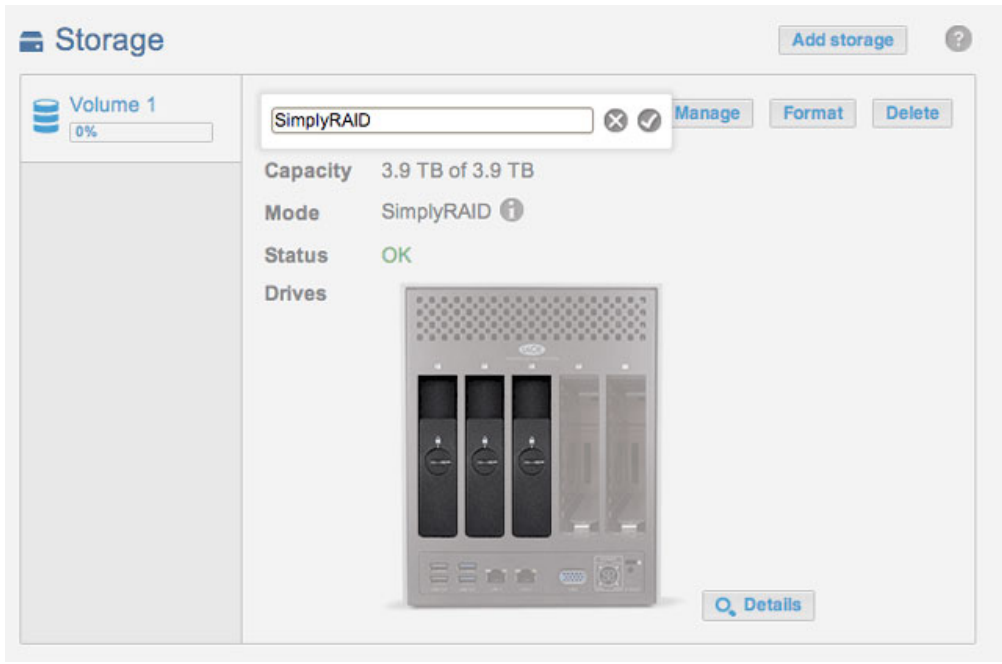 Storage
Add storage
?
Volume 1
0%
SimplyRAID
Manage
Format
Delete
Capacity 3.9 TB of 3.9 TB
Mode SimplyRAID i
Status OK
Drives
LACIE
Details